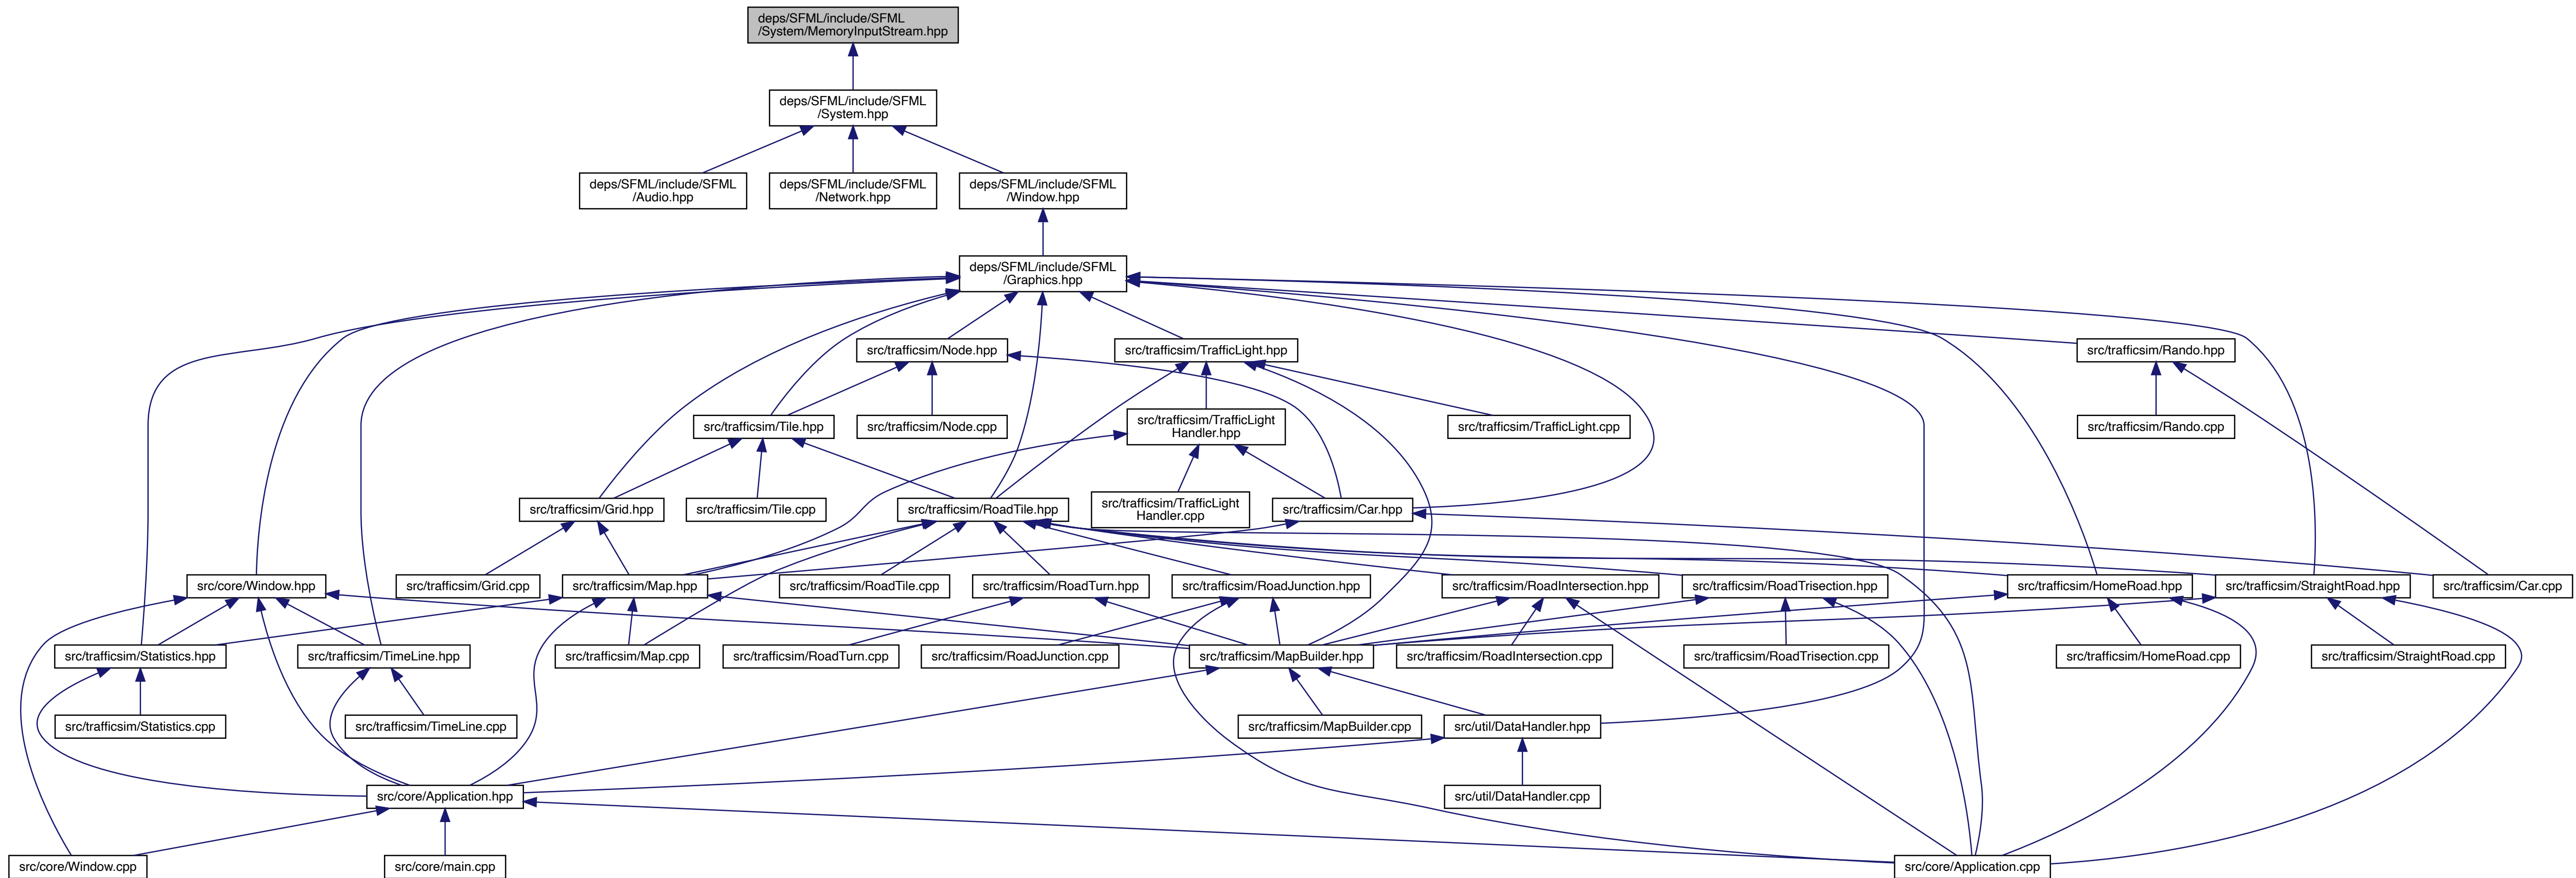 deps/SFML/include/SFML
/System/MemoryInputStream.hpp
deps/SFML/include/SFML
/System.hpp
deps/SFML/include/SFML
/Audio.hpp
deps/SFML/include/SFML
/Network.hpp
deps/SFML/include/SFML
/Window.hpp
deps/SFML/include/SFML
/Graphics.hpp
src/trafficsim/Node.hpp
src/trafficsim/TrafficLight.hpp
src/trafficsim/Rando.hpp
src/trafficsim/Tile.hpp
src/trafficsim/Node.cpp
src/trafficsim/TrafficLight
Handler.hpp
src/trafficsim/TrafficLight.cpp
src/trafficsim/Rando.cpp
src/trafficsim/Grid.hpp
src/trafficsim/Tile.cpp
src/trafficsim/RoadTile.hpp
src/trafficsim/TrafficLight
Handler.cpp
src/trafficsim/Car.hpp
src/core/Window.hpp
src/trafficsim/Grid.cpp
src/trafficsim/Map.hpp
src/trafficsim/RoadTile.cpp
src/trafficsim/RoadTurn.hpp
src/trafficsim/RoadJunction.hpp
src/trafficsim/RoadIntersection.hpp
src/trafficsim/RoadTrisection.hpp
src/trafficsim/HomeRoad.hpp
src/trafficsim/StraightRoad.hpp
src/trafficsim/Car.cpp
src/trafficsim/Statistics.hpp
src/trafficsim/TimeLine.hpp
src/trafficsim/Map.cpp
src/trafficsim/RoadTurn.cpp
src/trafficsim/RoadJunction.cpp
src/trafficsim/MapBuilder.hpp
src/trafficsim/RoadIntersection.cpp
src/trafficsim/RoadTrisection.cpp
src/trafficsim/HomeRoad.cpp
src/trafficsim/StraightRoad.cpp
src/trafficsim/Statistics.cpp
src/trafficsim/TimeLine.cpp
src/trafficsim/MapBuilder.cpp
src/util/DataHandler.hpp
src/core/Application.hpp
src/util/DataHandler.cpp
src/core/Window.cpp
src/core/main.cpp
src/core/Application.cpp